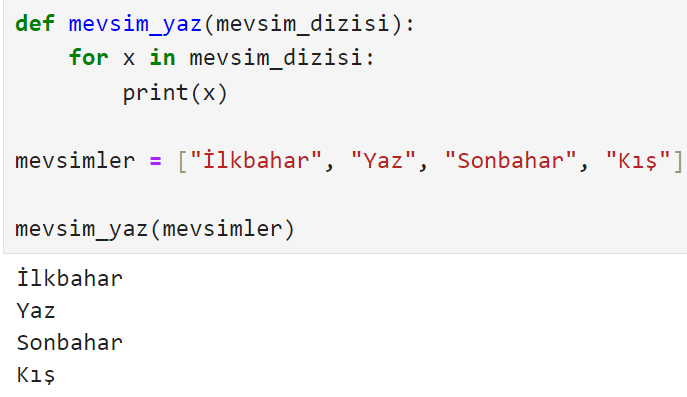 def mevsim_yaz(mevsim_dizisi):
    for x in mevsim_dizisi:
        print(x)
mevsimler = ["İlkbahar", "Yaz", "Sonbahar", "Kış"]
mevsim_yaz(mevsimler)
İlkbahar
Yaz
Sonbahar
Kış